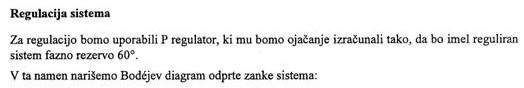 Regulacija sistema
Za regulacijo bomo uporabili P regulator, ki mu bomo ojačanje izračunali tako, da bo imel reguliran
sistem fazno rezervo 60°.
V ta namen narišemo Bodéjev diagram odprte zanke sistema: